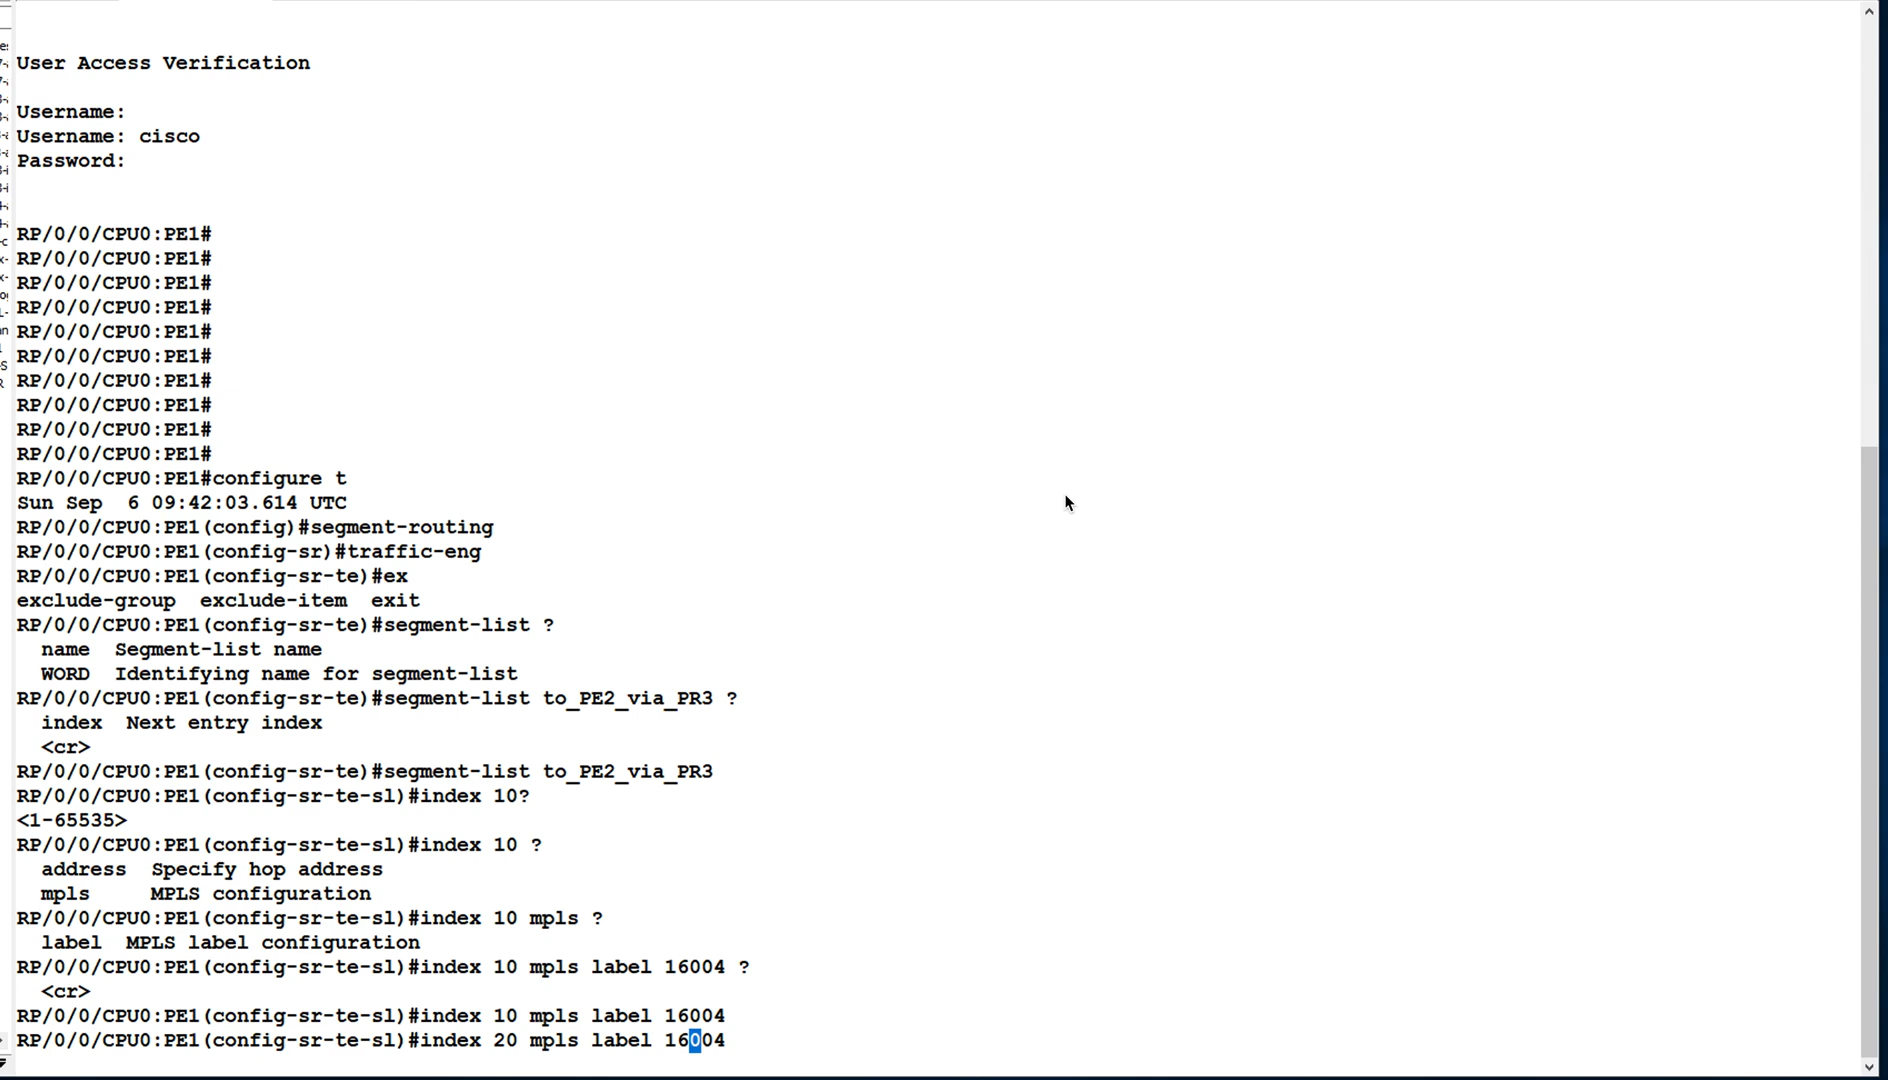 User Access Verification
Username:
Username: cisco
Password:
RP/0/0/CPU0:PE1#
RP/0/0/CPU0:PE1#
RP/0/0/CPU0:PE1#
RP/0/0/CPU0:PE1#
RP/0/0/CPU0:PE1#
RP/0/0/CPU0:PE1#
RP/0/0/CPU0:PE1#
RP/0/0/CPU0:PE1#
RP/0/0/CPU0:PE1#
RP/0/0/CPU0:PE1#
RP/0/0/CPU0:PE1#configure t
Sun Sep  6 09:42:03.614 UTC
RP/0/0/CPU0:PE1(config)#segment-routing
RP/0/0/CPU0:PE1(config-sr)#traffic-eng
RP/0/0/CPU0:PE1(config-sr-te)#ex
exclude-group  exclude-item  exit
RP/0/0/CPU0:PE1(config-sr-te)#segment-list ?
  name  Segment-list name
  WORD  Identifying name for segment-list
RP/0/0/CPU0:PE1(config-sr-te)#segment-list to_PE2_via_PR3 ?
  index  Next entry index
  <cr>
RP/0/0/CPU0:PE1(config-sr-te)#segment-list to_PE2_via_PR3
RP/0/0/CPU0:PE1(config-sr-te-sl)#index 10?
<1-65535>
RP/0/0/CPU0:PE1(config-sr-te-sl)#index 10 ?
  address  Specify hop address
  mpls     MPLS configuration
RP/0/0/CPU0:PE1(config-sr-te-sl)#index 10 mpls ?
  label  MPLS label configuration
RP/0/0/CPU0:PE1(config-sr-te-sl)#index 10 mpls label 16004 ?
  <cr>
RP/0/0/CPU0:PE1(config-sr-te-sl)#index 10 mpls label 16004
RP/0/0/CPU0:PE1(config-sr-te-sl)#index 20 mpls label 16004